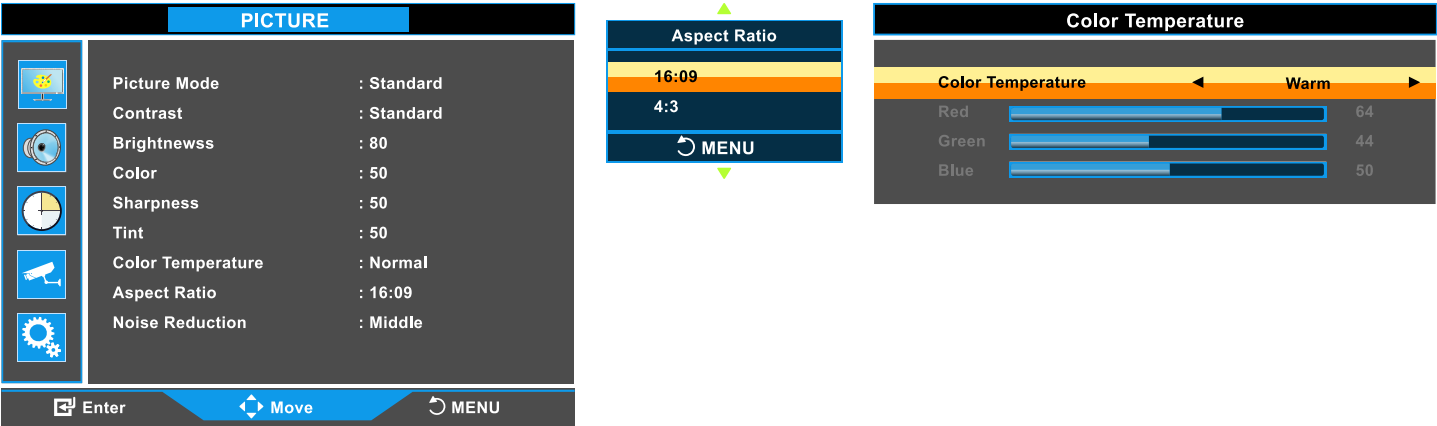 PICTURE
Picture Mode : Standard
Contrast : Standard
Brightnewss : 80
Color : 50
Sharpness : 50
Tint : 50
Color Temperature : Normal
Aspect Ratio : 16:09
Noise Reduction : Middle
Enter Move MENU
Aspect Ratio
16:09
4:3
MENU
Color Temperature
Color Temperature Warm
Red 64
Green 44
Blue 50